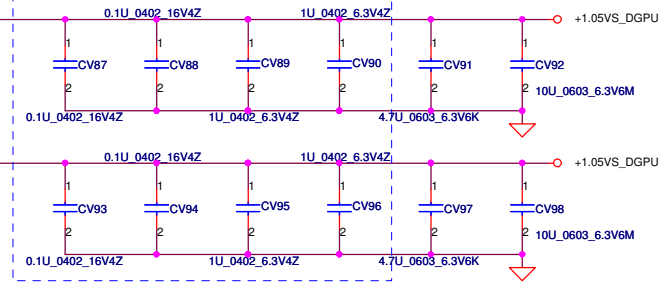 0.1U_0402_16V4Z 1U_0402_6.3V4Z +1.05VS_DGPU
1 1 1 1 1 1
CV87 CV88 CV89 CV90 CV91 CV92
2 2 2 2 2 2
10U_0603_6.3V6M
0.1U_0402_16V4Z 1U_0402_6.3V4Z 4.7U_0603_6.3V6K
0.1U_0402_16V4Z 1U_0402_6.3V4Z +1.05VS_DGPU
1 1 1 1 1 1
CV93 CV94 CV95 CV96 CV97 CV98
2 2 2 2 2 2
10U_0603_6.3V6M
0.1U_0402_16V4Z 1U_0402_6.3V4Z 4.7U_0603_6.3V6K